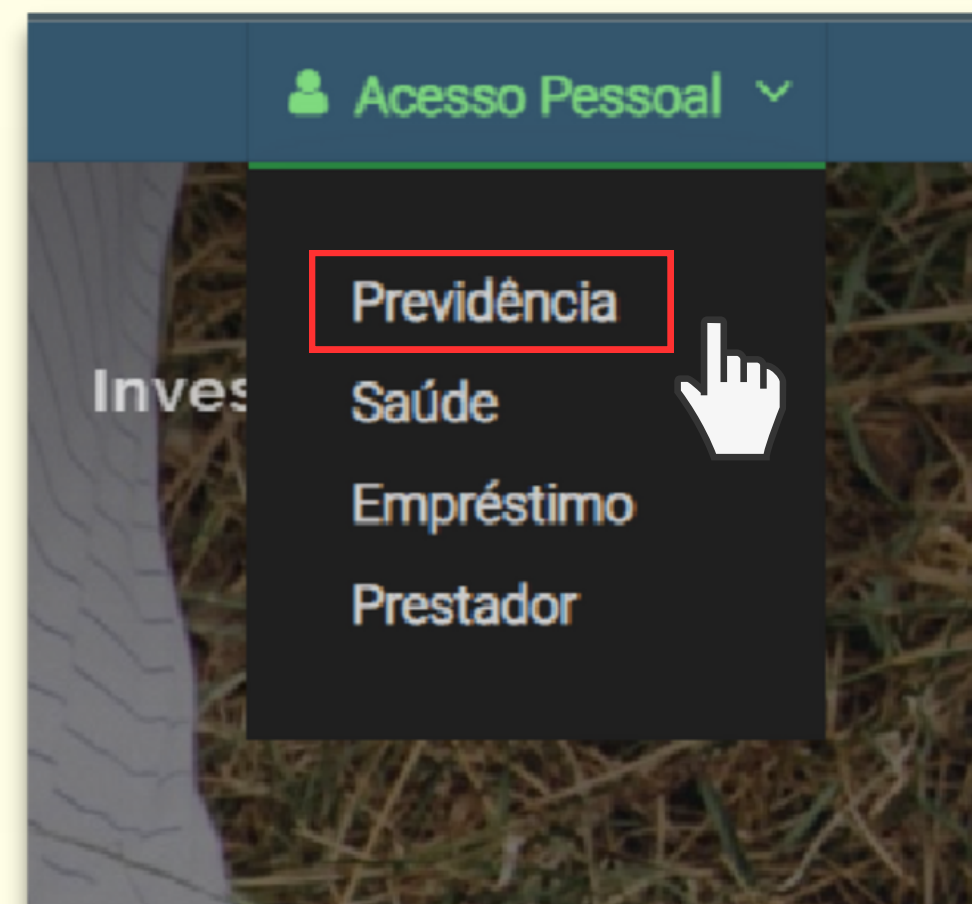 Acesso Pessoal
Previdência
Inves
Saúde
Empréstimo
Prestador